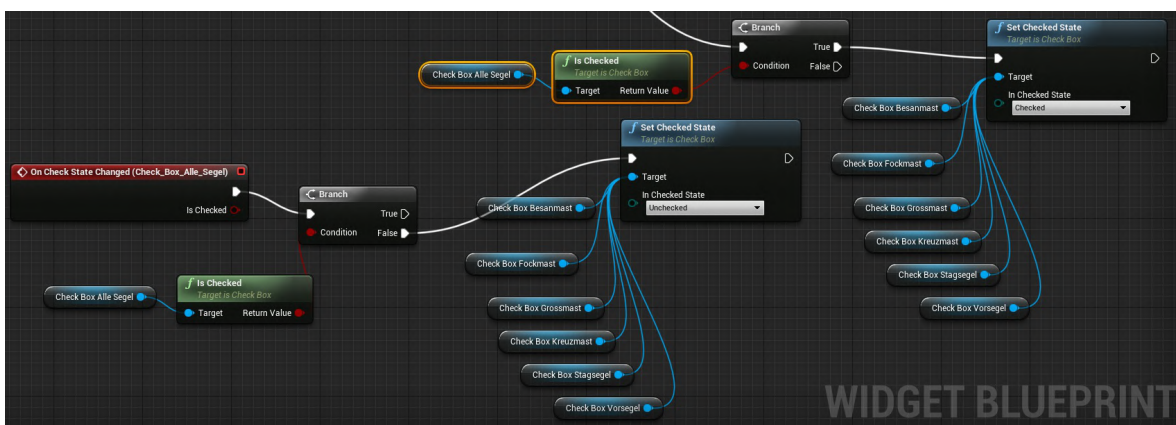 Branch
True
Condition
False
Set Checked State
Target is Check Box
Target
In Checked State
Checked
Check Box Alle Segel
f Is Checked
Target is Check Box
Target
Return Value
Check Box Besanmast
Check Box Fockmast
Check Box Grossmast
Check Box Kreuzmast
Check Box Stagsegel
Check Box Vorsegel
On Check State Changed (Check_Box_Alle_Segel)
Is Checked
Branch
True
Condition
False
f Is Checked
Target is Check Box
Target
Return Value
Check Box Alle Segel
f Set Checked State
Target is Check Box
Target
In Checked State
Unchecked
Check Box Besanmast
Check Box Fockmast
Check Box Grossmast
Check Box Kreuzmast
Check Box Stagsegel
Check Box Vorsegel
WIDGET BLUEPRINT